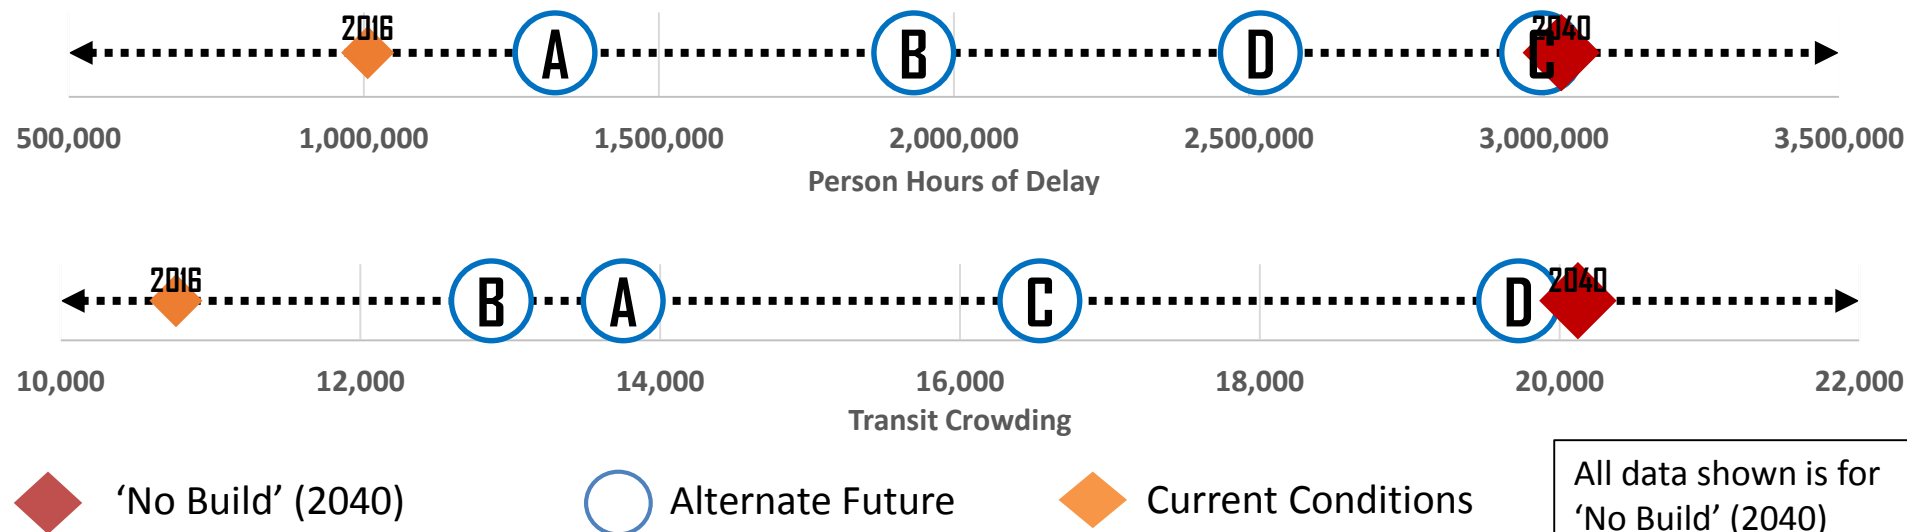 2016 A B D C 2040
500,000 1,000,000 1,500,000 2,000,000 2,500,000 3,000,000 3,500,000
Person Hours of Delay
2016 B A C D 2040
10,000 12,000 14,000 16,000 18,000 20,000 22,000
Transit Crowding
‘No Build’ (2040) Alternate Future Current Conditions
All data shown is for
‘No Build’ (2040)